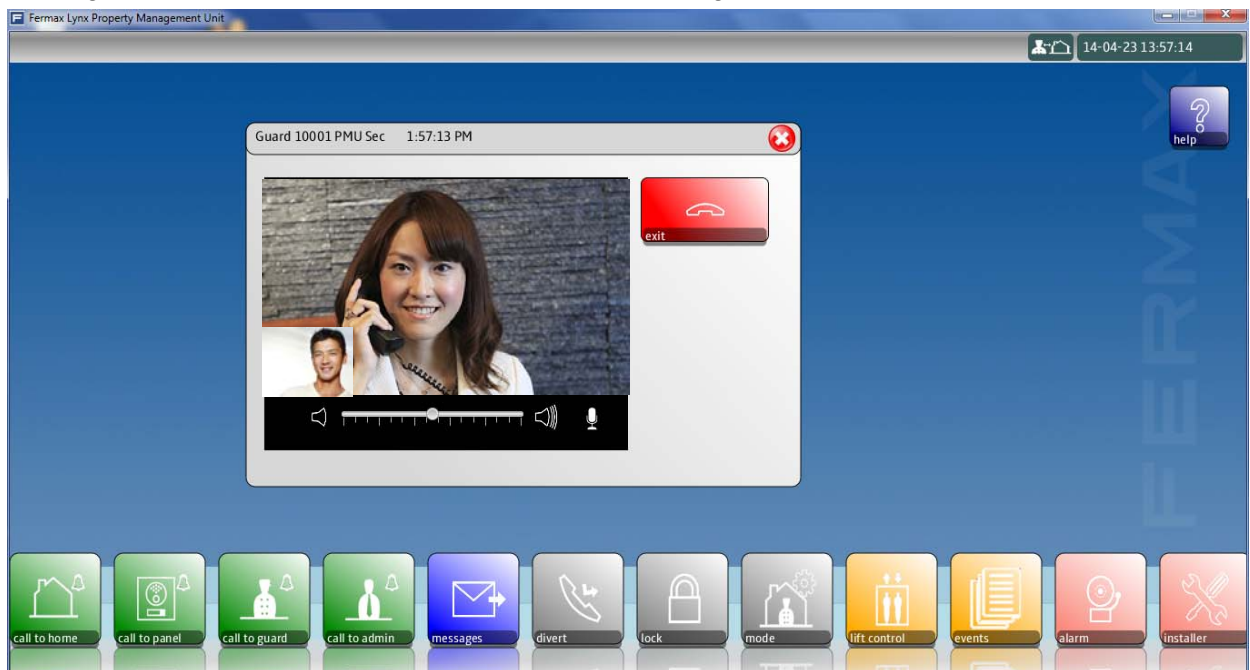 Fermax Lynx Property Management Unit
14-04-23 13:57:14
help
Guard 10001 PMU Sec 1:57:13 PM
exit
FERMAX
call to home
call to panel
call to guard
call to admin
messages
divert
lock
mode
lift control
events
alarm
installer